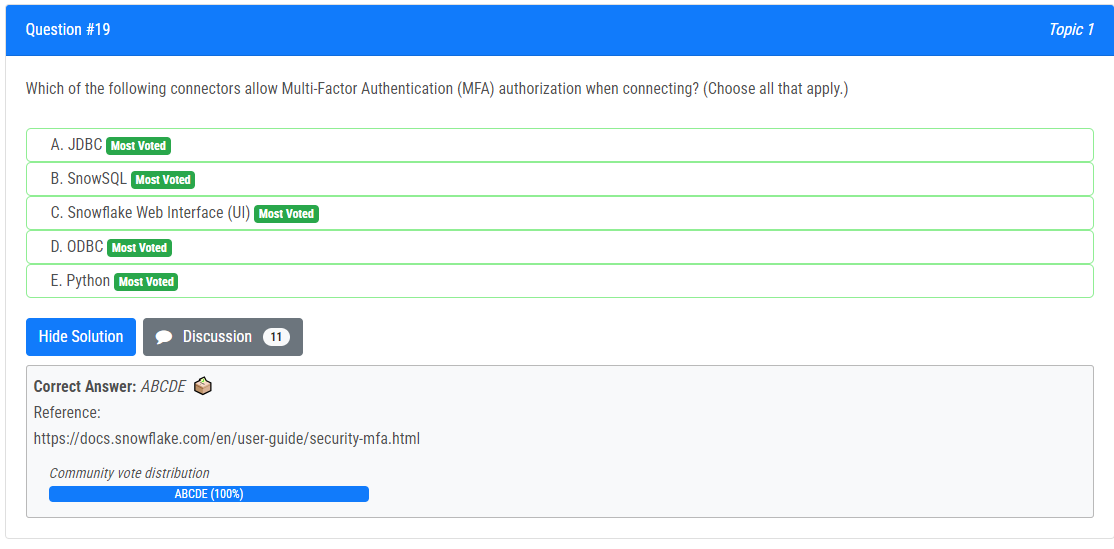 Question #19
Topic 1
Which of the following connectors allow Multi-Factor Authentication (MFA) authorization when connecting? (Choose all that apply.)
A. JDBC Most Voted
B. SnowSQL Most Voted
C. Snowflake Web Interface (UI) Most Voted
D. ODBC Most Voted
E. Python Most Voted
Hide Solution
Discussion 11
Correct Answer: ABCDE
Reference:
https://docs.snowflake.com/en/user-guide/security-mfa.html
Community vote distribution
ABCDE (100%)